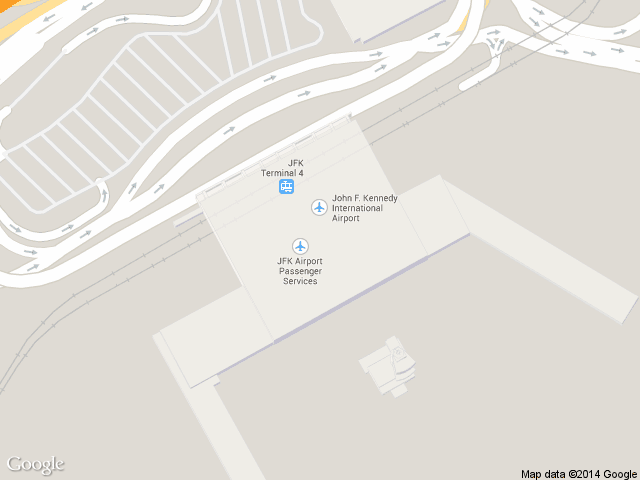 JFK
Terminal 4
John F. Kennedy
International
Airport
JFK Airport
Passenger
Services
Google
Map data ©2014 Google